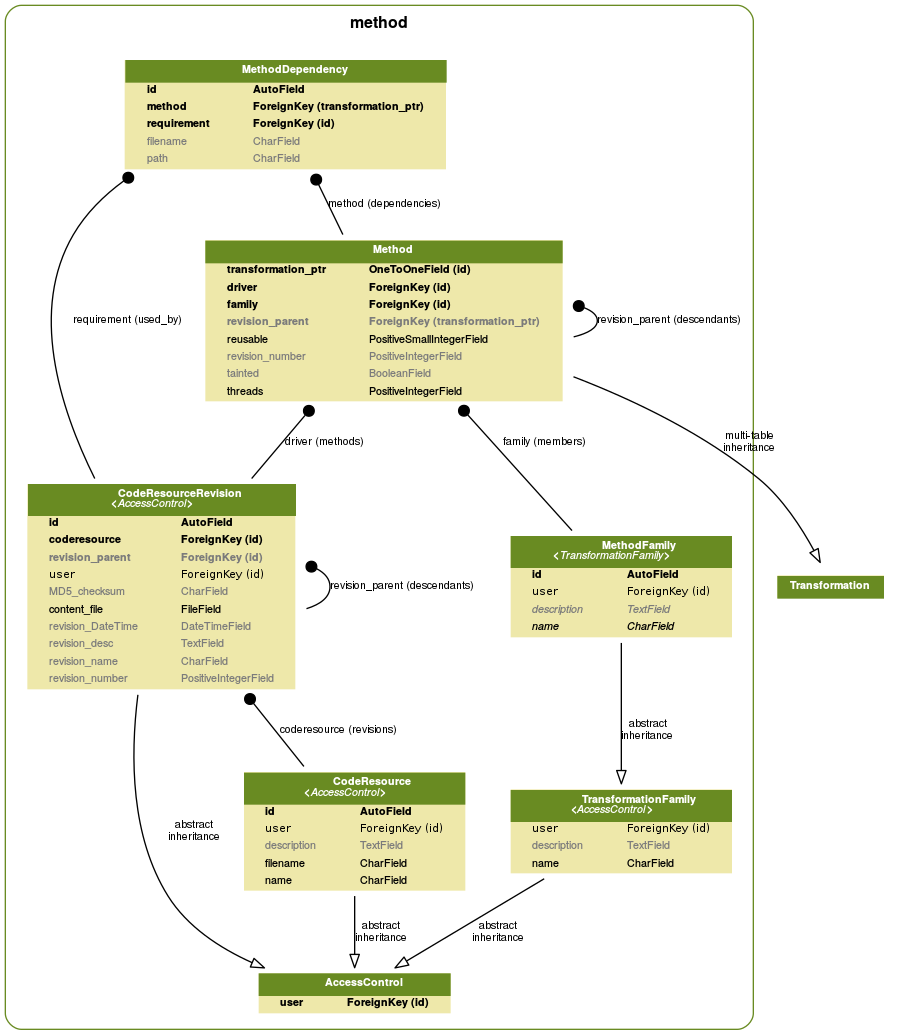 method
MethodDependency
id AutoField
method ForeignKey (transformation_ptr)
requirement ForeignKey (id)
filename CharField
path CharField
method (dependencies)
Method
transformation_ptr OneToOneField (id)
driver ForeignKey (id)
family ForeignKey (id)
revision_parent ForeignKey (transformation_ptr)
reusable PositiveSmallIntegerField
revision_number PositiveIntegerField
tainted BooleanField
threads PositiveIntegerField
requirement (used_by)
revision_parent (descendants)
driver (methods)
family (members)
multi-table
inheritance
CodeResourceRevision
<AccessControl>
id AutoField
coderesource ForeignKey (id)
revision_parent ForeignKey (id)
user ForeignKey (id)
MD5_checksum CharField
content_file FileField
revision_DateTime DateTimeField
revision_desc TextField
revision_name CharField
revision_number PositiveIntegerField
revision_parent (descendants)
MethodFamily
<TransformationFamily>
id AutoField
user ForeignKey (id)
description TextField
name CharField
Transformation
coderesource (revisions)
abstract
inheritance
CodeResource
<AccessControl>
id AutoField
user ForeignKey (id)
description TextField
filename CharField
name CharField
TransformationFamily
<AccessControl>
user ForeignKey (id)
description TextField
name CharField
abstract
inheritance
abstract
inheritance
abstract
inheritance
AccessControl
user ForeignKey (id)